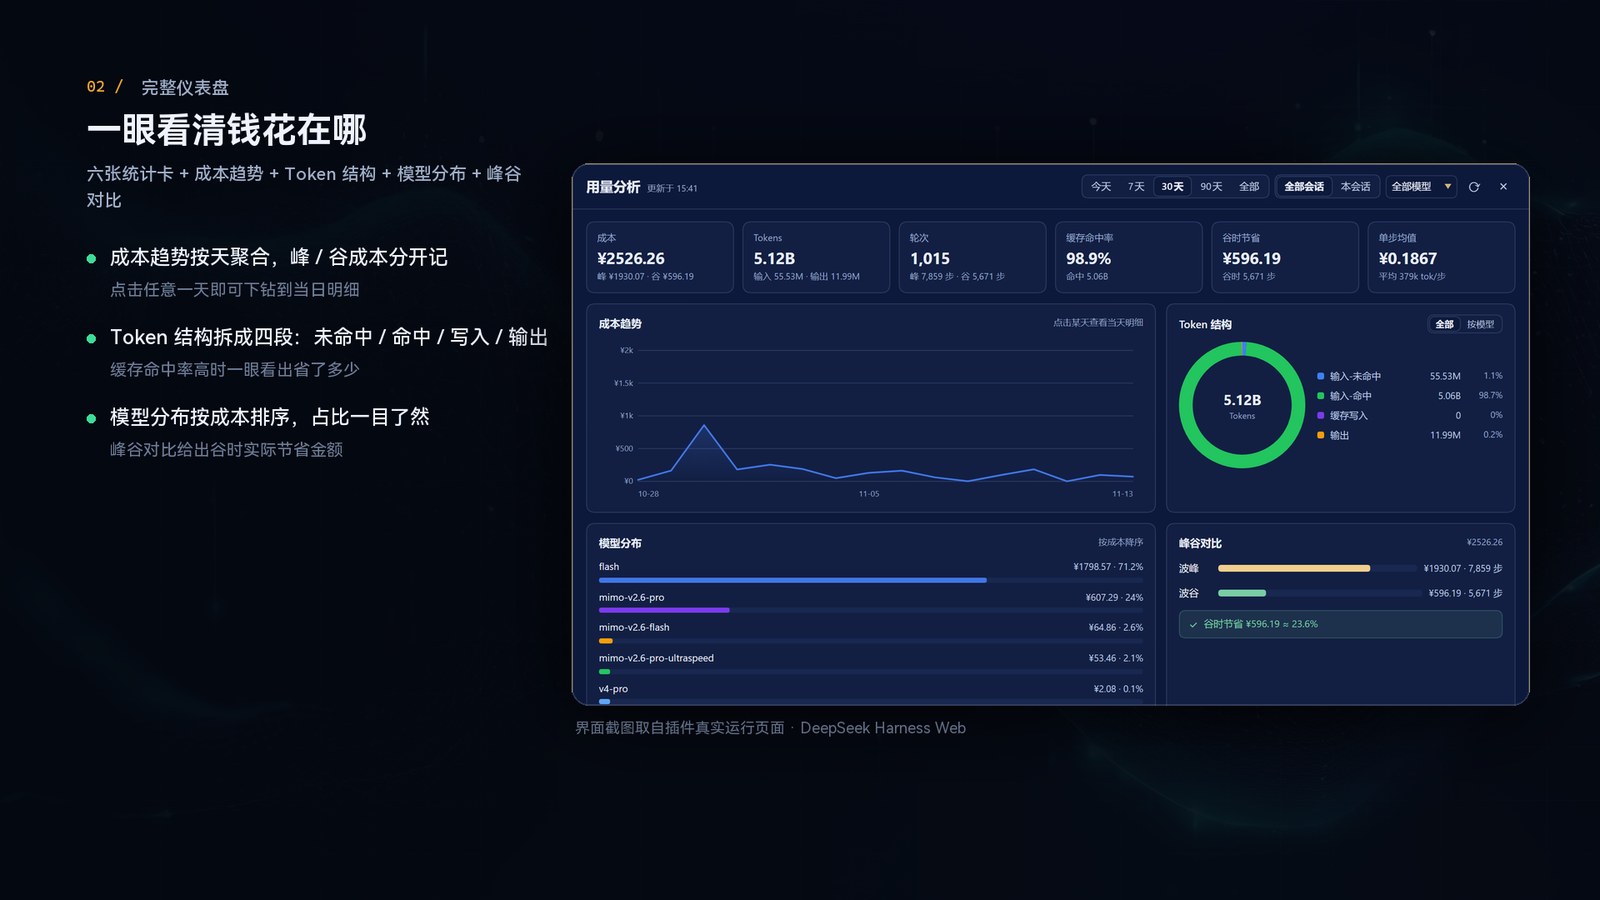 02 / 完整仪表盘
一眼看清钱花在哪
六张统计卡 + 成本趋势 + Token 结构 + 模型分布 + 峰谷
对比
成本趋势按天聚合，峰 / 谷成本分开记
点击任意一天即可下钻到当日明细
Token 结构拆成四段：未命中 / 命中 / 写入 / 输出
缓存命中率高时一眼看出省了多少
模型分布按成本排序，占比一目了然
峰谷对比给出谷时实际节省金额
用量分析 更新于 15:41
今天 7天 30天 90天 全部 全部会话 本会话 全部模型
成本
¥2526.26
峰 ¥1930.07 · 谷 ¥596.19
Tokens
5.12B
输入 55.53M · 输出 11.99M
轮次
1,015
峰 7,859 步 · 谷 5,671 步
缓存命中率
98.9%
命中 5.06B
谷时节省
¥596.19
谷时 5,671 步
单步均值
¥0.1867
平均 379k tok/步
成本趋势 点击某天查看当天明细
¥2k
¥1.5k
¥1k
¥500
¥0
10-28 11-05 11-13
Token 结构 全部 按模型
5.12B
Tokens
输入-未命中 55.53M 1.1%
输入-命中 5.06B 98.7%
缓存写入 0 0%
输出 11.99M 0.2%
模型分布 按成本降序
flash ¥1798.57 · 71.2%
mimo-v2.6-pro ¥607.29 · 24%
mimo-v2.6-flash ¥64.86 · 2.6%
mimo-v2.6-pro-ultraspeed ¥53.46 · 2.1%
v4-pro ¥2.08 · 0.1%
峰谷对比 ¥2526.26
波峰 ¥1930.07 · 7,859 步
波谷 ¥596.19 · 5,671 步
✓ 谷时节省 ¥596.19 ≈ 23.6%
界面截图取自插件真实运行页面 · DeepSeek Harness Web